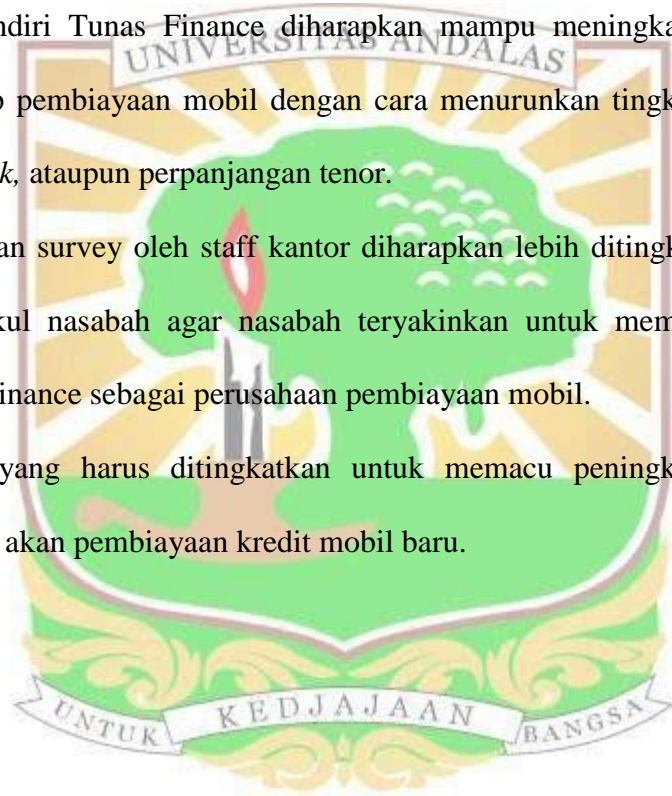 ndiri Tunas Finance diharapkan mampu meningka
UNIVERSITAS ANDALAS
pembiayaan mobil dengan cara menurunkan tingk
k, ataupun perpanjangan tenor.
an survey oleh staff kantor diharapkan lebih ditingk
kul nasabah agar nasabah teryakinkan untuk mem
inance sebagai perusahaan pembiayaan mobil.
yang harus ditingkatkan untuk memacu peningk
akan pembiayaan kredit mobil baru.
UNTUK KEDJAJAAN BANGSA